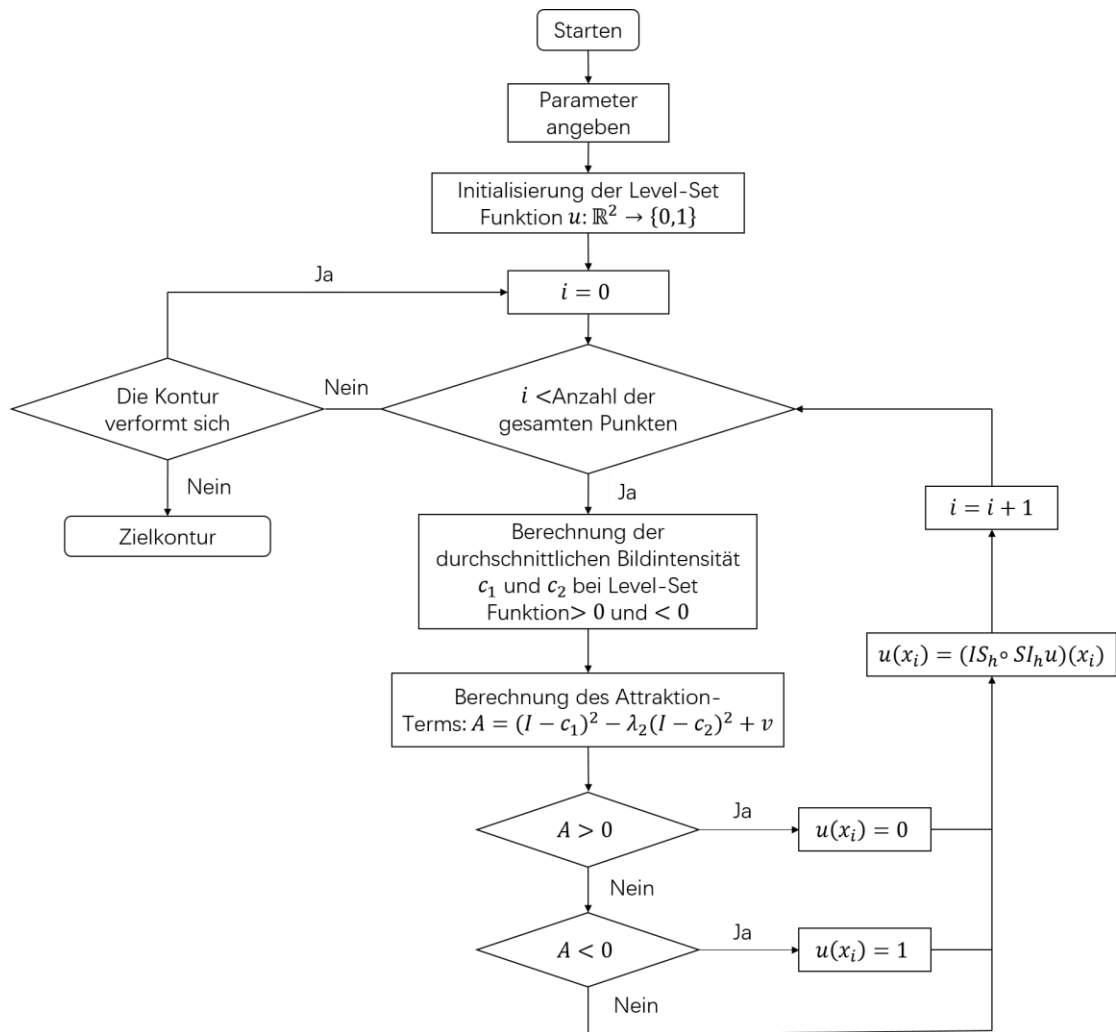 Starten
Parameter
angeben
Initialisierung der Level-Set
Funktion u: ℝ² → {0,1}
Ja
i = 0
Die Kontur
verformt sich
Nein
i <Anzahl der
gesamten Punkten
Nein
Ja
Zielkontur
i = i + 1
Berechnung der
durchschnittlichen Bildintensität
c₁ und c₂ bei Level-Set
Funktion> 0 und < 0
u(xᵢ) = (ISₕ∘ SIₕu)(xᵢ)
Berechnung des Attraktion-
Terms: A = (I − c₁)² − λ₂(I − c₂)² + v
A > 0
Ja
u(xᵢ) = 0
Nein
A < 0
Ja
u(xᵢ) = 1
Nein